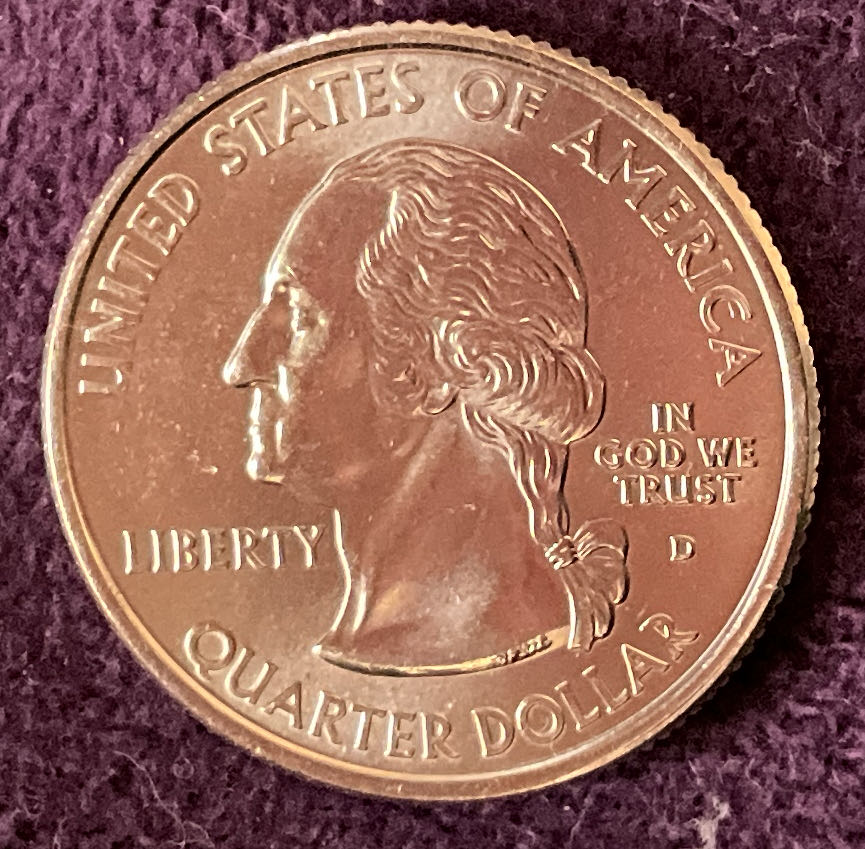 UNITED STATES OF AMERICA
LIBERTY
IN
GOD WE
TRUST
D
QUARTER DOLLAR